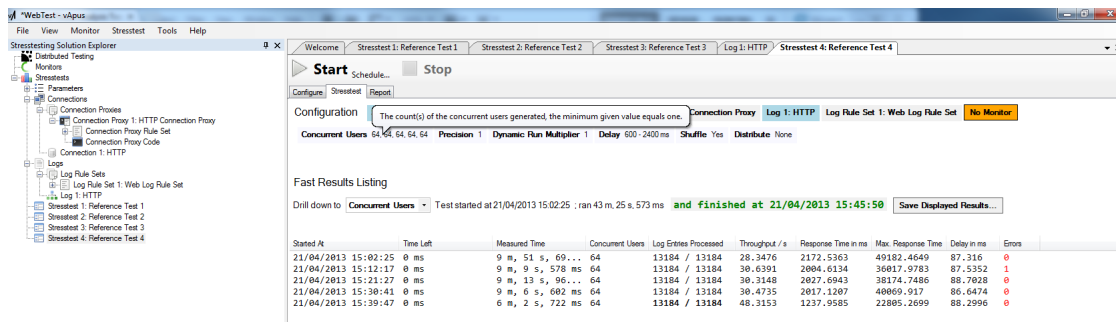 *WebTest - vApus
File View Monitor Stresstest Tools Help
Stresstesting Solution Explorer
Distributed Testing
Monitors
Stresstests
Parameters
Connections
Connection Proxies
Connection Proxy 1: HTTP Connection Proxy
Connection Proxy Rule Set
Connection Proxy Code
Connection 1: HTTP
Logs
Log Rule Sets
Log Rule Set 1: Web Log Rule Set
Log 1: HTTP
Stresstest 1: Reference Test 1
Stresstest 2: Reference Test 2
Stresstest 3: Reference Test 3
Stresstest 4: Reference Test 4
Welcome Stresstest 1: Reference Test 1 Stresstest 2: Reference Test 2 Stresstest 3: Reference Test 3 Log 1: HTTP Stresstest 4: Reference Test 4
Start Schedule... Stop
Configure Stresstest Report
Configuration Connection Proxy Log 1: HTTP Log Rule Set 1: Web Log Rule Set No Monitor
The count(s) of the concurrent users generated, the minimum given value equals one.
Concurrent Users 64, 64, 64, 64, 64 Precision 1 Dynamic Run Multiplier 1 Delay 600 - 2400 ms Shuffle Yes Distribute None
Fast Results Listing
Drill down to Concurrent Users Test started at 21/04/2013 15:02:25 ; ran 43 m, 25 s, 573 ms and finished at 21/04/2013 15:45:50 Save Displayed Results...
Started At Time Left Measured Time Concurrent Users Log Entries Processed Throughput / s Response Time in ms Max. Response Time Delay in ms Errors
21/04/2013 15:02:25 0 ms 9 m, 51 s, 69... 64 13184 / 13184 28.3476 2172.5363 49182.4649 87.316 0
21/04/2013 15:12:17 0 ms 9 m, 9 s, 578 ms 64 13184 / 13184 30.6391 2004.6134 36017.9783 87.5352 1
21/04/2013 15:21:27 0 ms 9 m, 13 s, 96... 64 13184 / 13184 30.3148 2027.6943 38174.7486 88.7028 0
21/04/2013 15:30:41 0 ms 9 m, 6 s, 602 ms 64 13184 / 13184 30.4735 2017.1207 40069.917 86.6474 0
21/04/2013 15:39:47 0 ms 6 m, 2 s, 722 ms 64 13184 / 13184 48.3153 1237.9585 22805.2699 88.2996 0